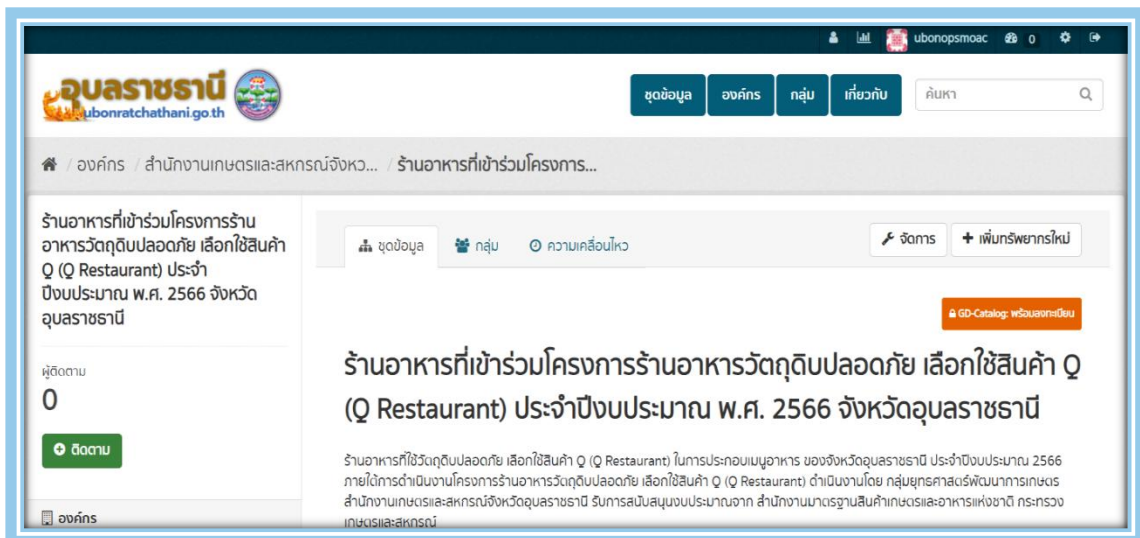 ubonopsmoac 0
อุบลราชธานี
ubonratchathani.go.th
ชุดข้อมูล องค์กร กลุ่ม เกี่ยวกับ ค้นหา
/ องค์กร / สำนักงานเกษตรและสหกรณ์จังหว... / ร้านอาหารที่เข้าร่วมโครงการ...
ร้านอาหารที่เข้าร่วมโครงการร้าน
อาหารวัตถุดิบปลอดภัย เลือกใช้สินค้า
Q (Q Restaurant) ประจำ
ปีงบประมาณ พ.ศ. 2566 จังหวัด
อุบลราชธานี
ผู้ติดตาม
0
ติดตาม
องค์กร
ชุดข้อมูล กลุ่ม ความเคลื่อนไหว จัดการ + เพิ่มทรัพยากรใหม่
GD-Catalog: พร้อมลงทะเบียน
ร้านอาหารที่เข้าร่วมโครงการร้านอาหารวัตถุดิบปลอดภัย เลือกใช้สินค้า Q
(Q Restaurant) ประจำปีงบประมาณ พ.ศ. 2566 จังหวัดอุบลราชธานี
ร้านอาหารที่ใช้วัตถุดิบปลอดภัย เลือกใช้สินค้า Q (Q Restaurant) ในการประกอบเมนูอาหาร ของจังหวัดอุบลราชธานี ประจำปีงบประมาณ 2566
ภายใต้การดำเนินงานโครงการร้านอาหารวัตถุดิบปลอดภัย เลือกใช้สินค้า Q (Q Restaurant) ดำเนินงานโดย กลุ่มยุทธศาสตร์พัฒนาการเกษตร
สำนักงานเกษตรและสหกรณ์จังหวัดอุบลราชธานี รับการสนับสนุนงบประมาณจาก สำนักงานมาตรฐานสินค้าเกษตรและอาหารแห่งชาติ กระทรวง
เกษตรและสหกรณ์